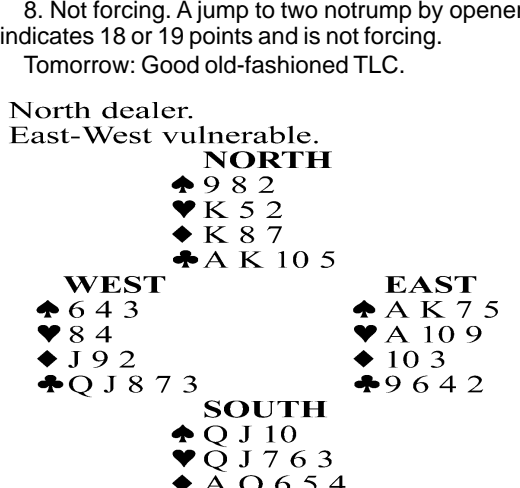 8. Not forcing. A jump to two notrump by opener
indicates 18 or 19 points and is not forcing.
Tomorrow: Good old-fashioned TLC.
North dealer.
East-West vulnerable.
NORTH
♠ 9 8 2
♥ K 5 2
♦ K 8 7
♣ A K 10 5
WEST EAST
♠ 6 4 3 ♠ A K 7 5
♥ 8 4 ♥ A 10 9
♦ J 9 2 ♦ 10 3
♣ Q J 8 7 3 ♣ 9 6 4 2
SOUTH
♠ Q J 10
♥ Q J 7 6 3
♦ A Q 6 5 4